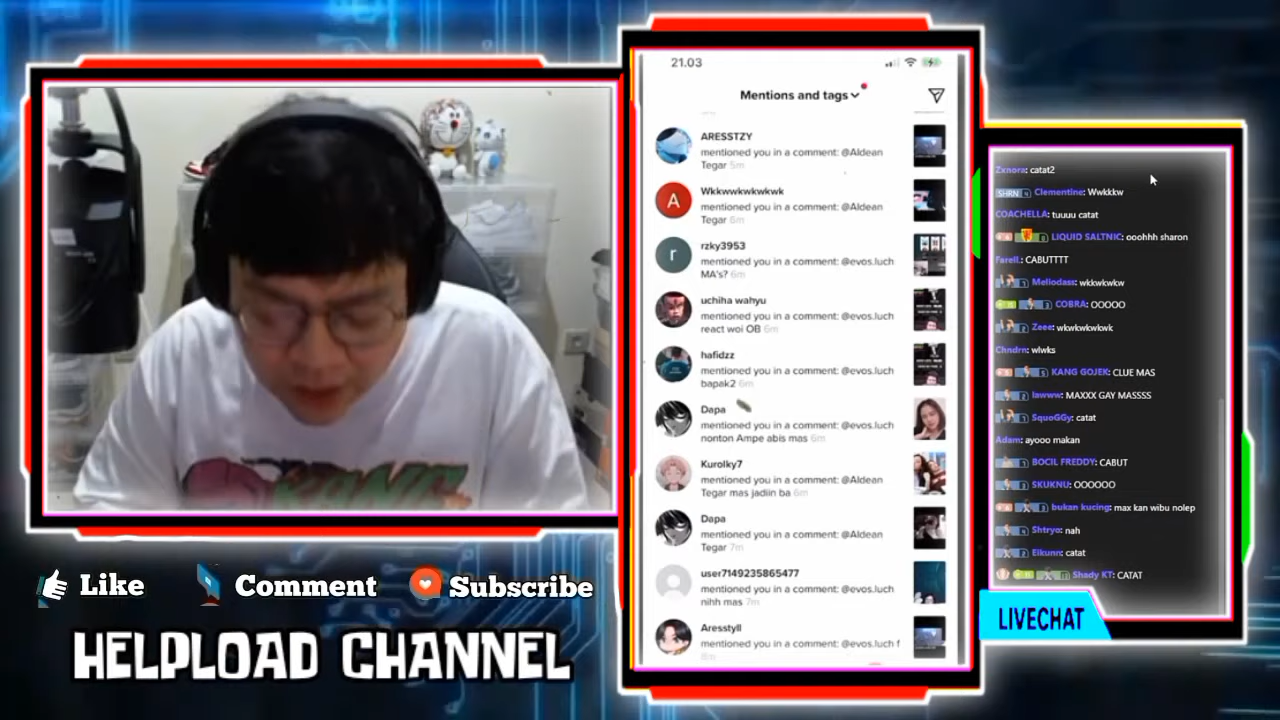 21.03
Mentions and tags
ARESSTZY
mentioned you in a comment: @Aldean
Tegar 5m
A
Wkkwwkwkwkwk
mentioned you in a comment: @Aldean
Tegar 6m
r
rzky3953
mentioned you in a comment: @evos.luch
MA's? 6m
uchiha wahyu
mentioned you in a comment: @evos.luch
react woi OB 6m
hafidzz
mentioned you in a comment: @evos.luch
bapak2 6m
Dapa
mentioned you in a comment: @evos.luch
nonton Ampe abis mas 6m
Kurolky7
mentioned you in a comment: @Aldean
Tegar mas jadiin ba 6m
Dapa
mentioned you in a comment: @Aldean
Tegar 7m
user7149235865477
mentioned you in a comment: @evos.luch
nihh mas 7m
Aresstyll
mentioned you in a comment: @evos.luch f
8m
Zxnora: catat2
SHRN Clementine: Wwkkkw
COACHELLA: tuuuu catat
LIQUID SALTNIC: ooohhh sharon
Farell.: CABUTTTT
Meliodass: wkwkwkwkw
COBRA: OOOOO
Zeee: wkwkwkwkwk
Chndrn: wlwks
KANG GOJEK: CLUE MAS
lawww: MAXXX GAY MASSSS
SquoGGy: catat
Adam: ayooo makan
BOCIL FREDDY: CABUT
SKUKNU: OOOOOO
bukan kucing: max kan wibu nolep
Shtryo: nah
Eikunn: catat
Shady KT: CATAT
LIVECHAT
Like
Comment
Subscribe
HELPLOAD CHANNEL